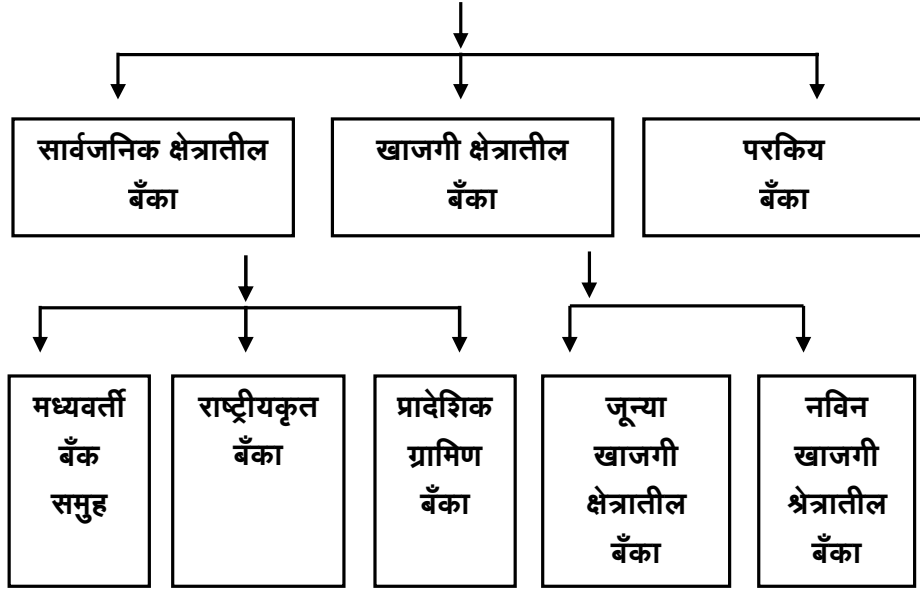 सार्वजनिक क्षेत्रातील
बँका
खाजगी क्षेत्रातील
बँका
परकिय
बँका
मध्यवर्ती
बँक
समुह
राष्ट्रीयकृत
बँका
प्रादेशिक
ग्रामिण
बँका
जून्या
खाजगी
क्षेत्रातील
बँका
नविन
खाजगी
श्रेत्रातील
बँका